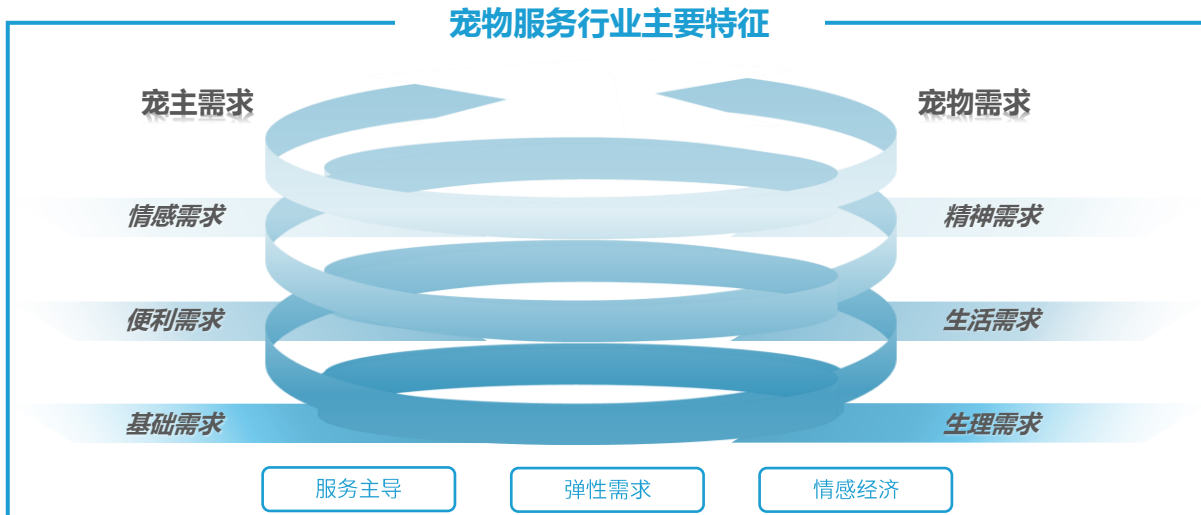 宠物服务行业主要特征
宠主需求
宠物需求
情感需求
精神需求
便利需求
生活需求
基础需求
生理需求
服务主导
弹性需求
情感经济